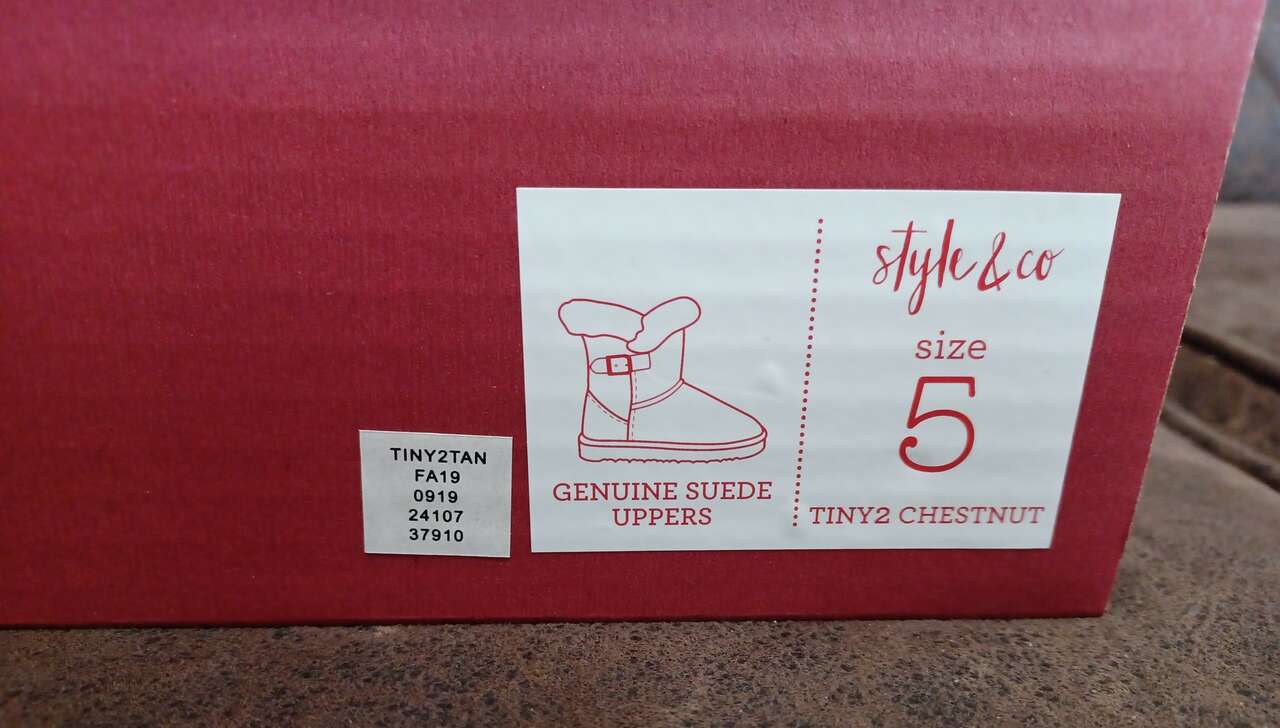 TINY2TAN
FA19
0919
24107
37910
GENUINE SUEDE
UPPERS
style & co
size
5
TINY2 CHESTNUT